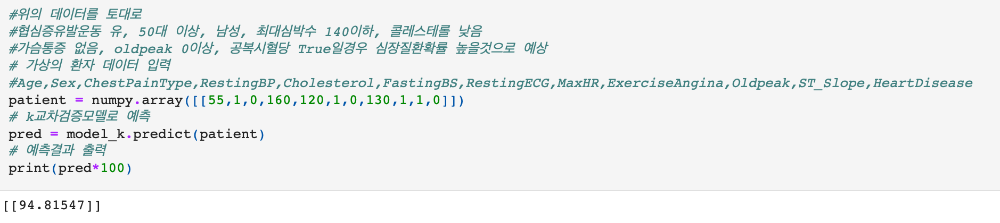 #위의 데이터를 토대로
#협심증유발운동 유, 50대 이상, 남성, 최대심박수 140이하, 콜레스테롤 낮음
#가슴통증 없음, oldpeak 0이상, 공복시혈당 True일경우 심장질환확률 높을것으로 예상
# 가상의 환자 데이터 입력
#Age,Sex,ChestPainType,RestingBP,Cholesterol,FastingBS,RestingECG,MaxHR,ExerciseAngina,Oldpeak,ST_Slope,HeartDisease
patient = numpy.array([[55,1,0,160,120,1,0,130,1,1,0]])
# k교차검증모델로 예측
pred = model_k.predict(patient)
# 예측결과 출력
print(pred*100)
[[94.81547]]